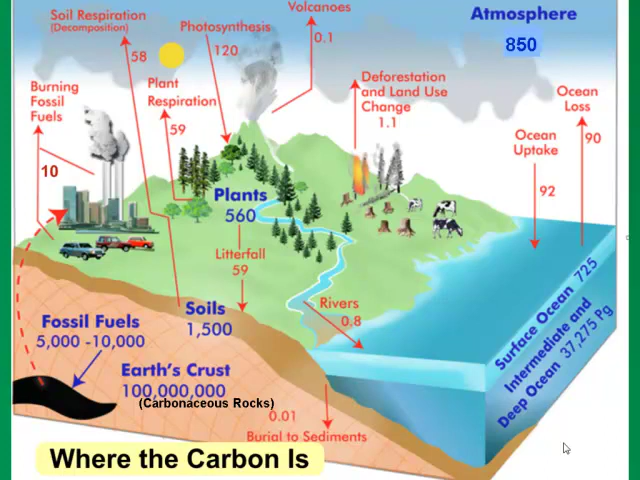 Soil Respiration
(Decomposition)
58
Photosynthesis
120
Volcanoes
0.1
Atmosphere
850
Burning
Fossil
Fuels
10
Plant
Respiration
59
Deforestation
and Land Use
Change
1.1
Ocean
Loss
90
Ocean
Uptake
92
Plants
560
Litterfall
59
Rivers
0.8
Soils
1,500
Fossil Fuels
5,000 -10,000
Earth's Crust
100,000,000
(Carbonaceous Rocks)
Surface Ocean 725
Intermediate and
Deep Ocean 37,275 Pg
0.01
Burial to Sediments
Where the Carbon Is